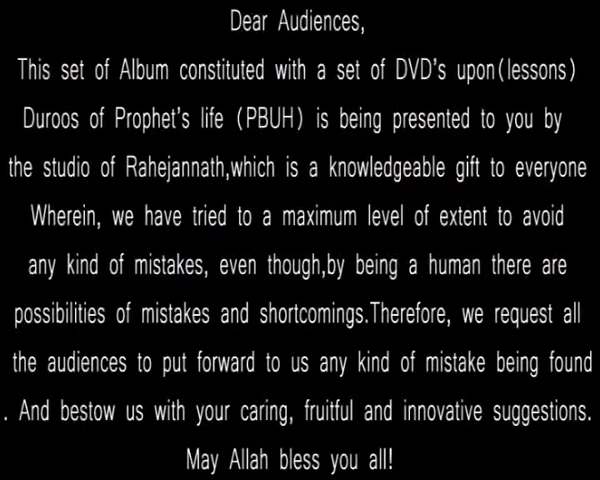 Dear Audiences,
This set of Album constituted with a set of DVD's upon(lessons)
Duroos of Prophet's life (PBUH) is being presented to you by
the studio of Rahejannath,which is a knowledgeable gift to everyone
Wherein, we have tried to a maximum level of extent to avoid
any kind of mistakes, even though,by being a human there are
possibilities of mistakes and shortcomings.Therefore, we request all
the audiences to put forward to us any kind of mistake being found
. And bestow us with your caring, fruitful and innovative suggestions.
May Allah bless you all!